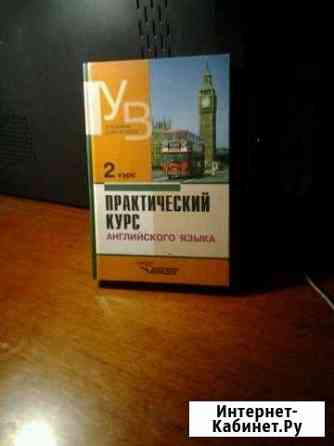 УВ
2 курс
ПРАКТИЧЕСКИЙ
КУРС
АНГЛИЙСКОГО ЯЗЫКА
Интернет-
Кабинет.Ру